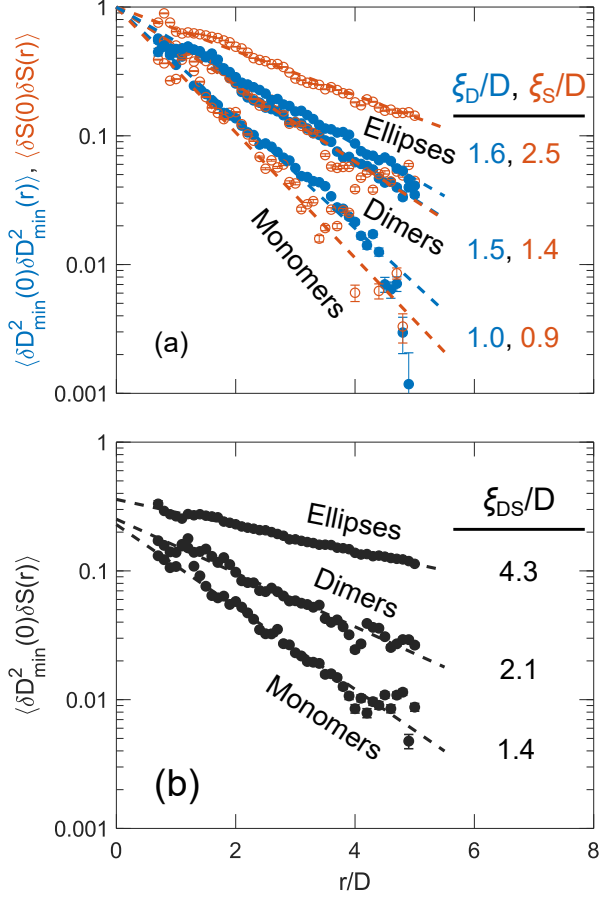 ⟨δD²min(0)δD²min(r)⟩, ⟨δS(0)δS(r)⟩
1
0.1
0.01
0.001
ξD/D, ξS/D
Ellipses
1.6, 2.5
Dimers
1.5, 1.4
Monomers
1.0, 0.9
(a)
⟨δD²min(0)δS(r)⟩
1
0.1
0.01
0.001
ξDS/D
Ellipses
4.3
Dimers
2.1
Monomers
1.4
(b)
0 2 4 6 8
r/D